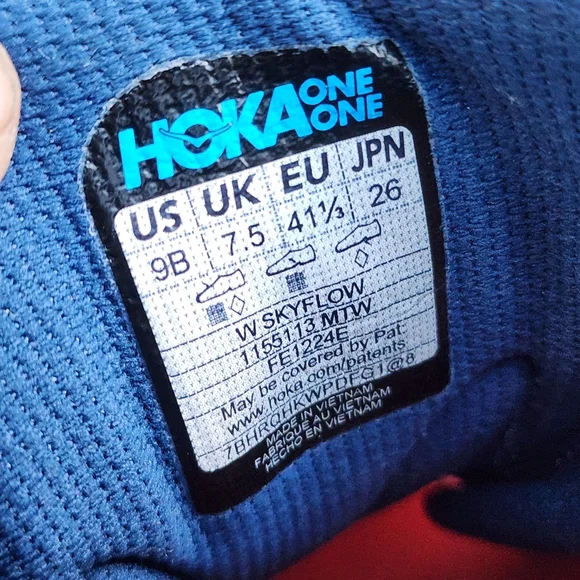 HOKA ONE ONE
US UK EU JPN
9B 7.5 41⅓ 26
W SKYFLOW
1155113 MTW
FE1224E
May be covered by Pat.
www.hoka.com/patents
7BHRQHKWPDFG1@8
MADE IN VIETNAM
FABRIQUE AU VIETNAM
HECHO EN VIETNAM